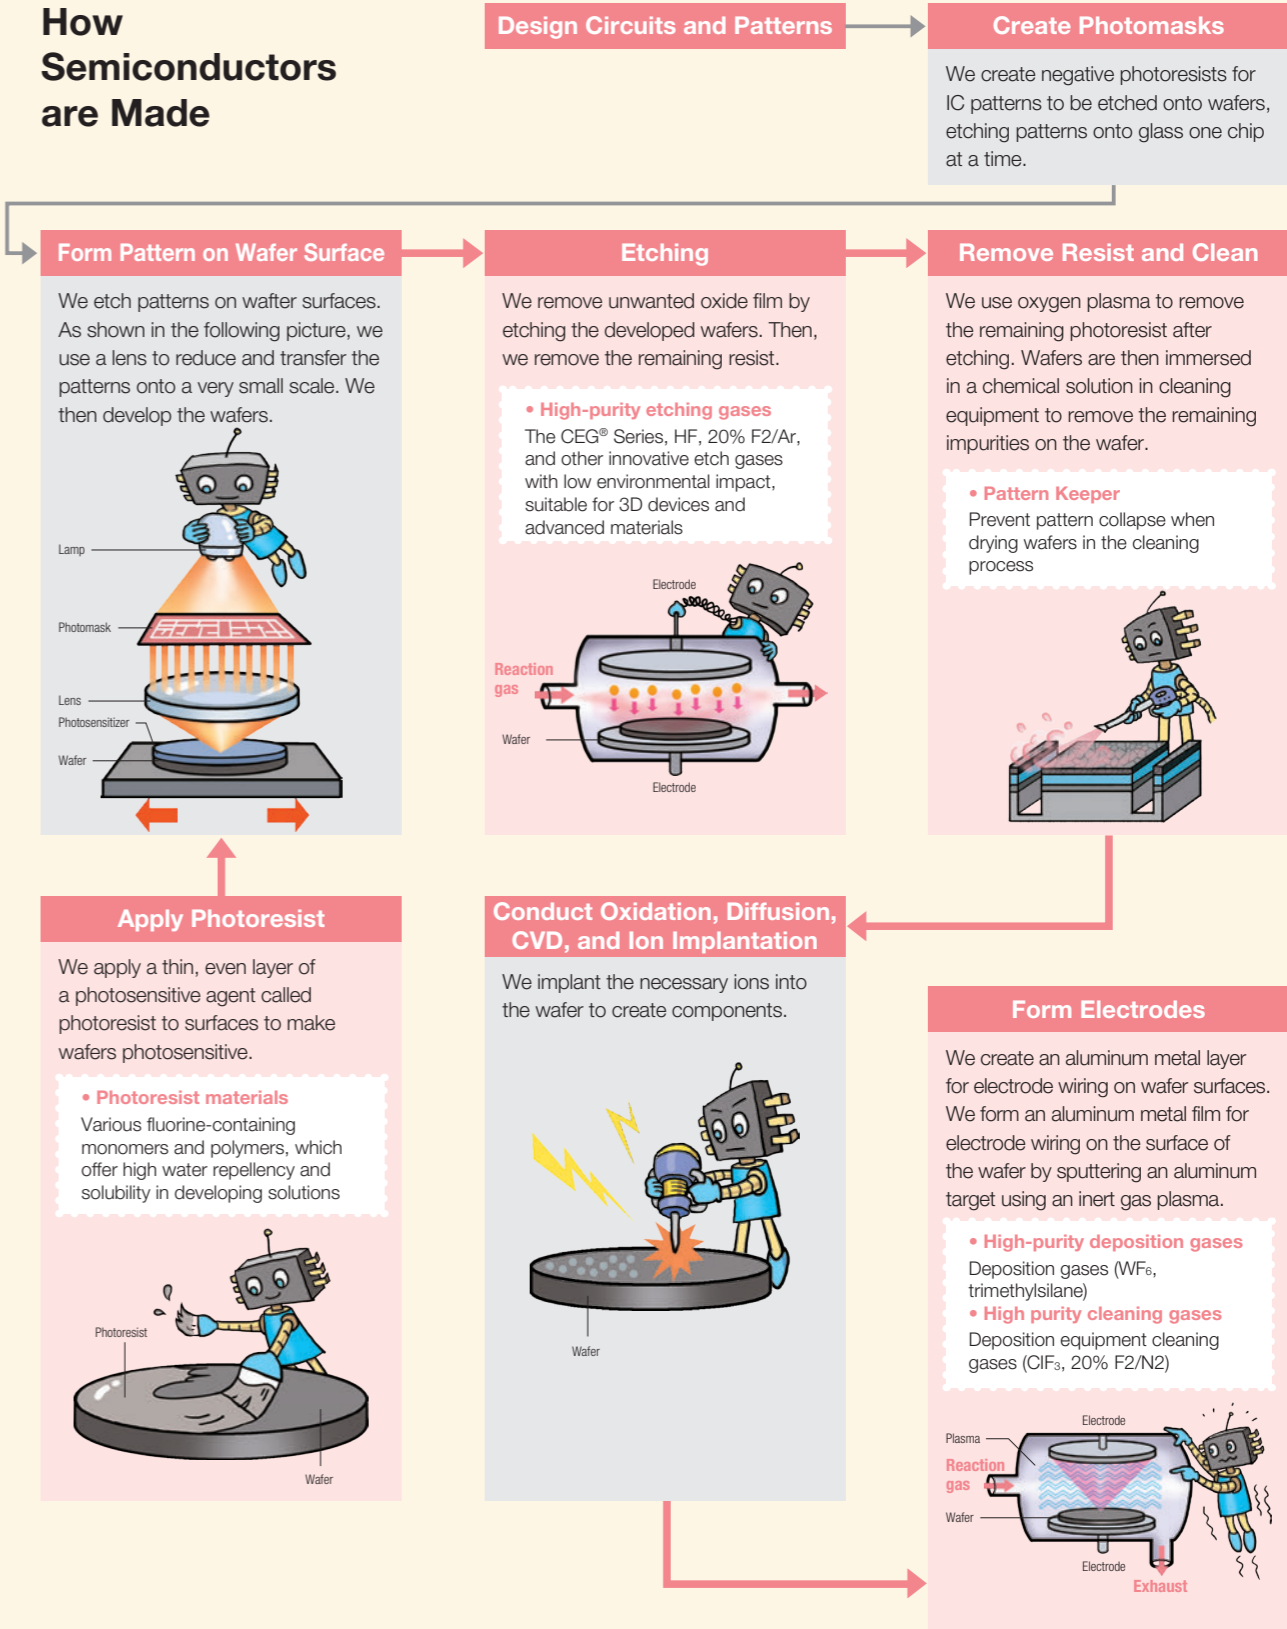 How
Semiconductors
are Made
Design Circuits and Patterns
Create Photomasks
We create negative photoresists for
IC patterns to be etched onto wafers,
etching patterns onto glass one chip
at a time.
Form Pattern on Wafer Surface
We etch patterns on wafter surfaces.
As shown in the following picture, we
use a lens to reduce and transfer the
patterns onto a very small scale. We
then develop the wafers.
Lamp
Photomask
Lens
Photosensitizer
Wafer
Etching
We remove unwanted oxide film by
etching the developed wafers. Then,
we remove the remaining resist.
• High-purity etching gases
The CEG® Series, HF, 20% F2/Ar,
and other innovative etch gases
with low environmental impact,
suitable for 3D devices and
advanced materials
Electrode
Reaction
gas
Wafer
Electrode
Remove Resist and Clean
We use oxygen plasma to remove
the remaining photoresist after
etching. Wafers are then immersed
in a chemical solution in cleaning
equipment to remove the remaining
impurities on the wafer.
• Pattern Keeper
Prevent pattern collapse when
drying wafers in the cleaning
process
Apply Photoresist
We apply a thin, even layer of
a photosensitive agent called
photoresist to surfaces to make
wafers photosensitive.
• Photoresist materials
Various fluorine-containing
monomers and polymers, which
offer high water repellency and
solubility in developing solutions
Photoresist
Wafer
Conduct Oxidation, Diffusion,
CVD, and Ion Implantation
We implant the necessary ions into
the wafer to create components.
Wafer
Form Electrodes
We create an aluminum metal layer
for electrode wiring on wafer surfaces.
We form an aluminum metal film for
electrode wiring on the surface of
the wafer by sputtering an aluminum
target using an inert gas plasma.
• High-purity deposition gases
Deposition gases (WF₆,
trimethylsilane)
• High purity cleaning gases
Deposition equipment cleaning
gases (ClF₃, 20% F2/N2)
Electrode
Plasma
Reaction
gas
Wafer
Electrode
Exhaust